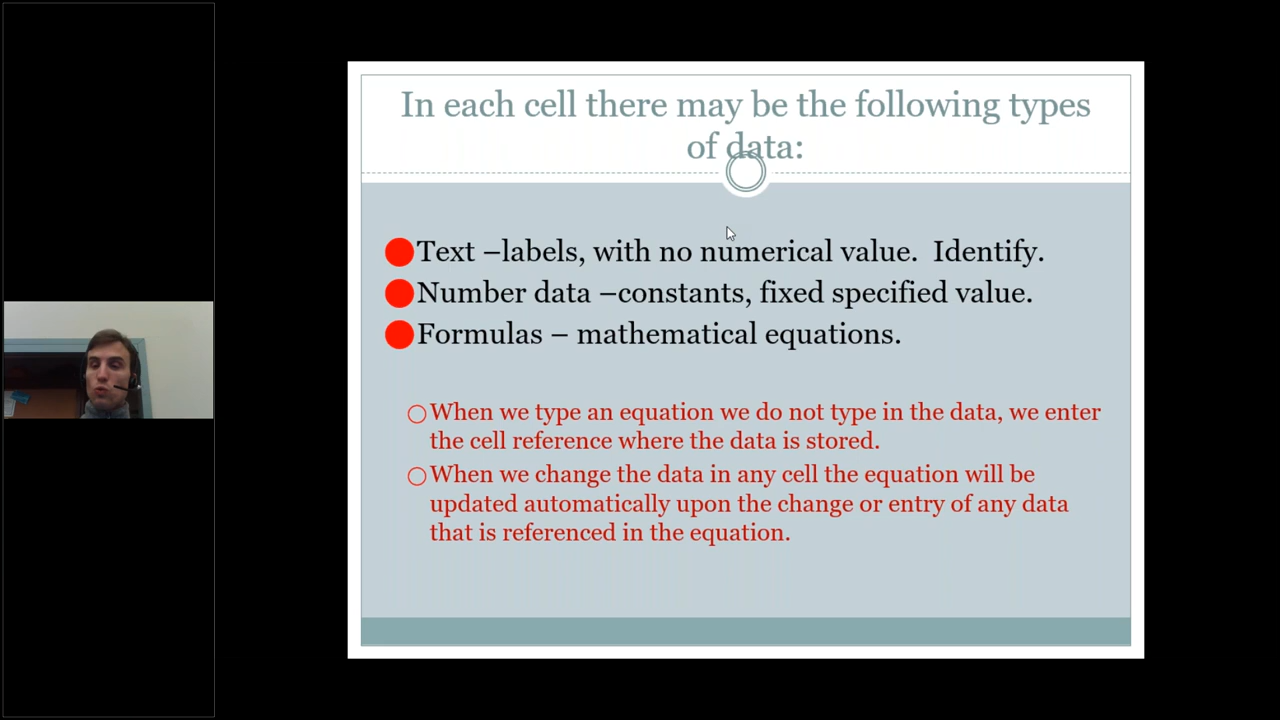 In each cell there may be the following types
of data:
Text –labels, with no numerical value.  Identify.
Number data –constants, fixed specified value.
Formulas – mathematical equations.
When we type an equation we do not type in the data, we enter
the cell reference where the data is stored.
When we change the data in any cell the equation will be
updated automatically upon the change or entry of any data
that is referenced in the equation.